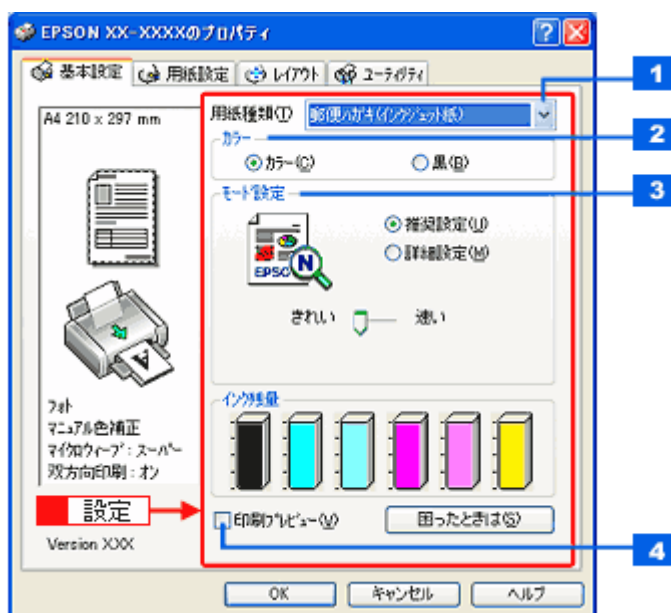 EPSON XX-XXXXのプロパティ
基本設定
用紙設定
レイアウト
ユーティリティ
A4 210 x 297 mm
用紙種類(T)
郵便ハガキ(インクジェット紙)
カラー
カラー(C)
黒(B)
モード設定
EPSO
N
推奨設定(U)
詳細設定(M)
きれい
速い
A
フォト
マニュアル色補正
マイクロウィーブ:スーパー
双方向印刷:オン
インク残量
設定
Version XXX
印刷プレビュー(V)
困ったときは(S)
OK
キャンセル
ヘルプ
1
2
3
4